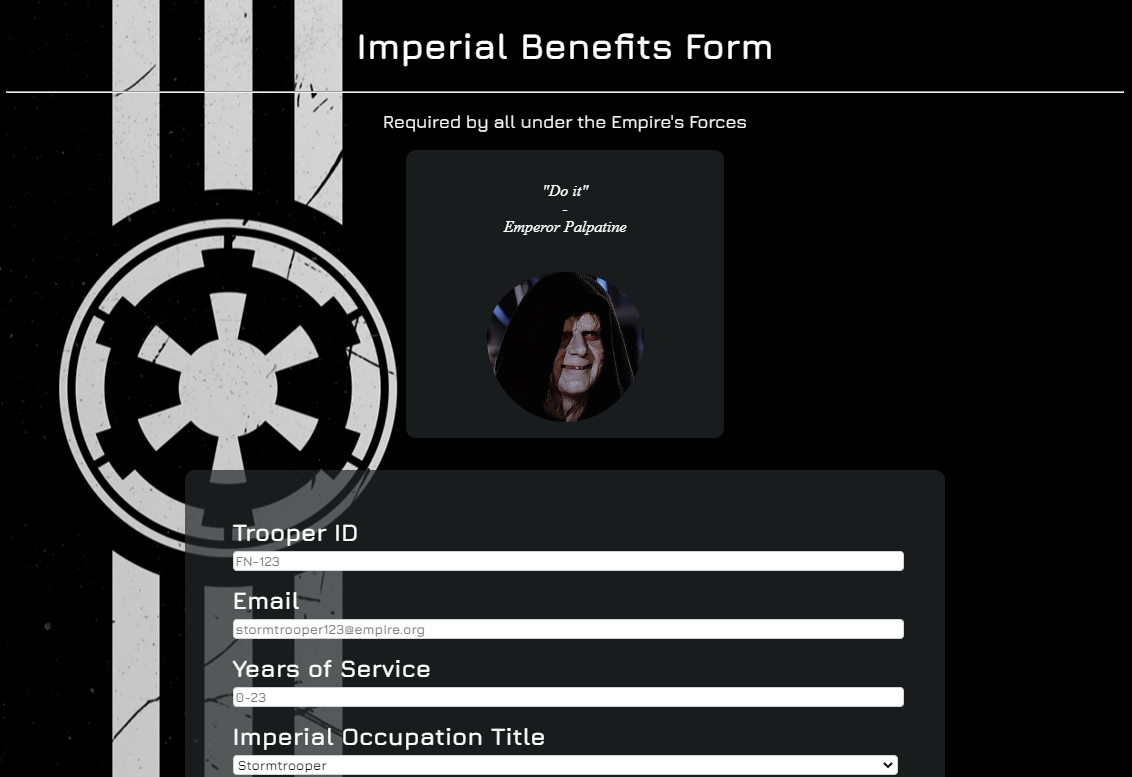 Imperial Benefits Form
Required by all under the Empire's Forces
"Do it"
-
Emperor Palpatine
Trooper ID
FN-123
Email
stormtrooper123@empire.org
Years of Service
0-23
Imperial Occupation Title
Stormtrooper